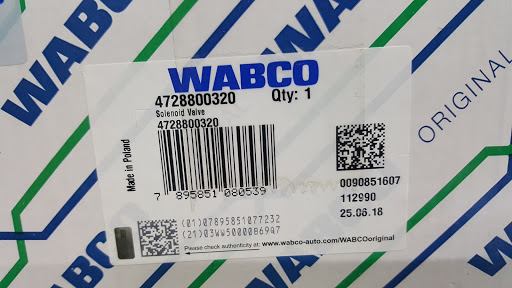 WABCO
4728800320 Qty: 1
Solenoid Valve
4728800320
Made in Poland
7 895851 080539
0090851607
112990
25.06.18
(01)07895851077232
(21)03WW5000086947
Please check authenticity at: www.wabco-auto.com/WABCOoriginal
ORIGINAL
WABCO
WABCO